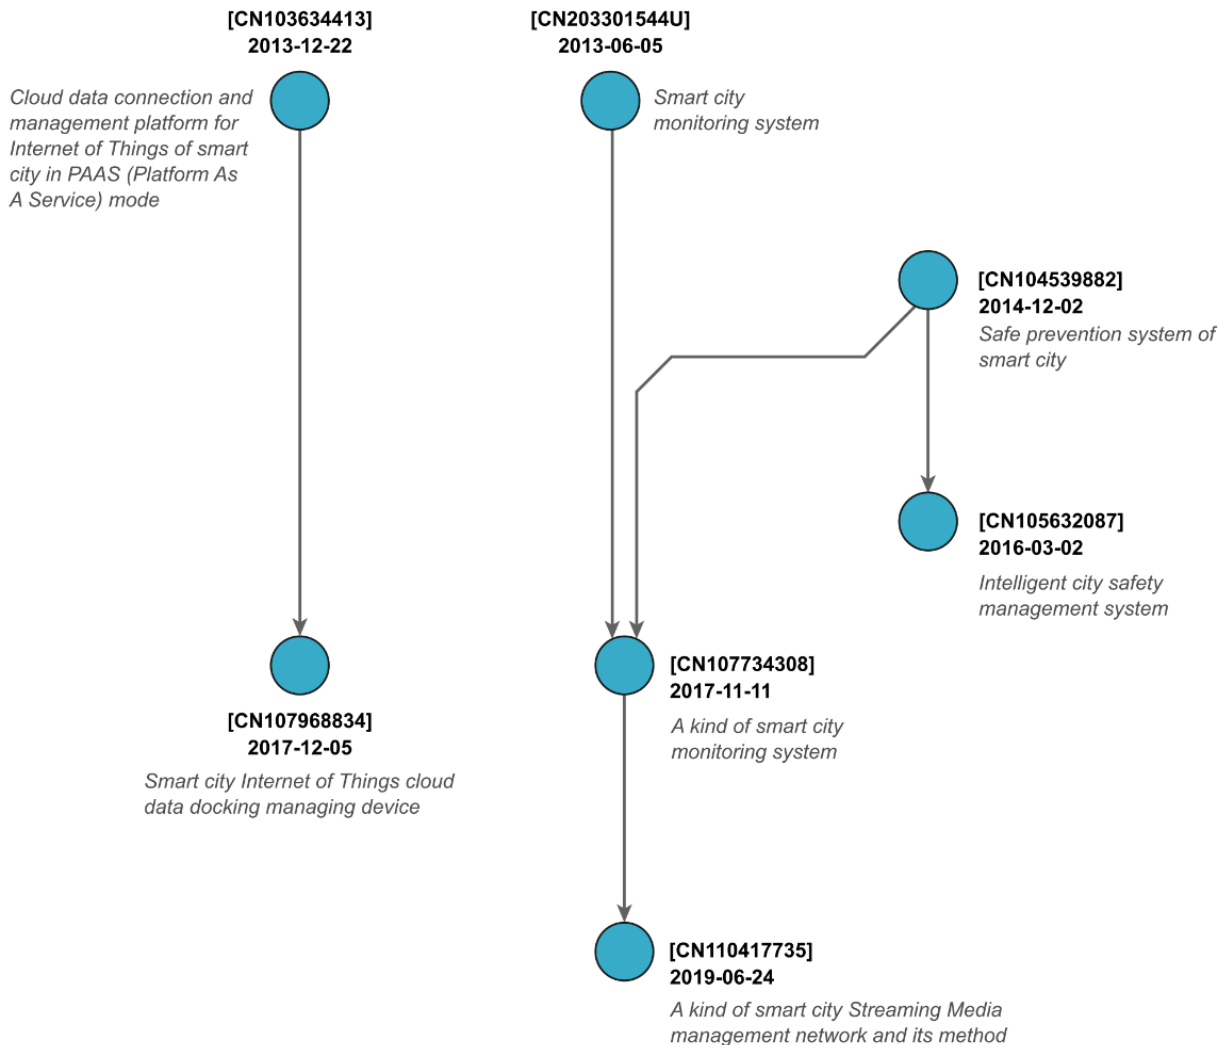 [CN103634413]
2013-12-22
Cloud data connection and
management platform for
Internet of Things of smart
city in PAAS (Platform As
A Service) mode
[CN203301544U]
2013-06-05
Smart city
monitoring system
[CN104539882]
2014-12-02
Safe prevention system of
smart city
[CN105632087]
2016-03-02
Intelligent city safety
management system
[CN107968834]
2017-12-05
Smart city Internet of Things cloud
data docking managing device
[CN107734308]
2017-11-11
A kind of smart city
monitoring system
[CN110417735]
2019-06-24
A kind of smart city Streaming Media
management network and its method